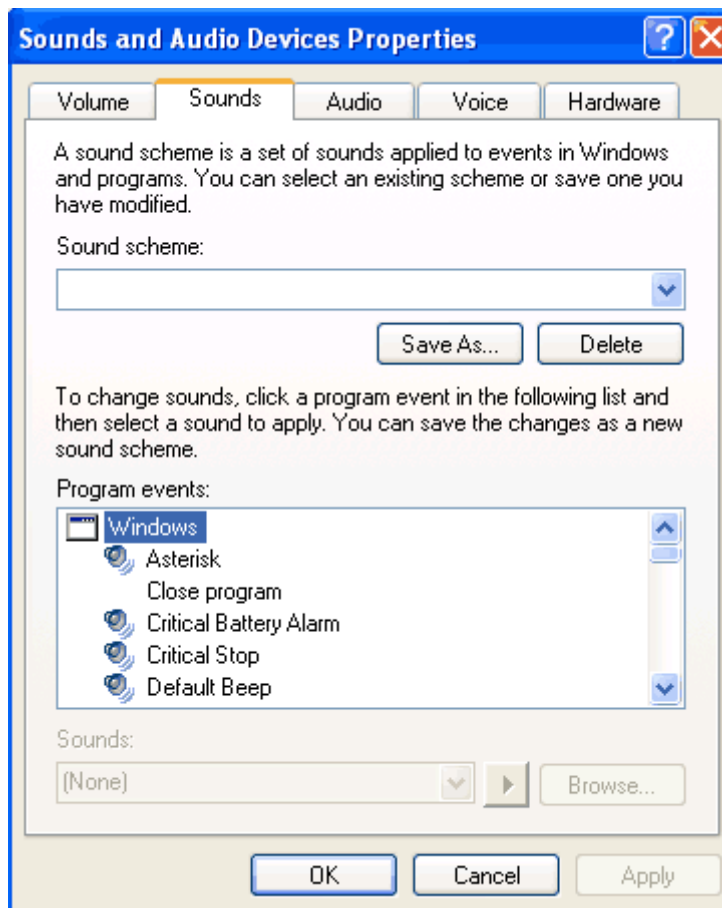 Sounds and Audio Devices Properties
Volume Sounds Audio Voice Hardware
A sound scheme is a set of sounds applied to events in Windows
and programs. You can select an existing scheme or save one you
have modified.
Sound scheme:
Save As... Delete
To change sounds, click a program event in the following list and
then select a sound to apply. You can save the changes as a new
sound scheme.
Program events:
Windows
Asterisk
Close program
Critical Battery Alarm
Critical Stop
Default Beep
Sounds:
(None) Browse...
OK Cancel Apply